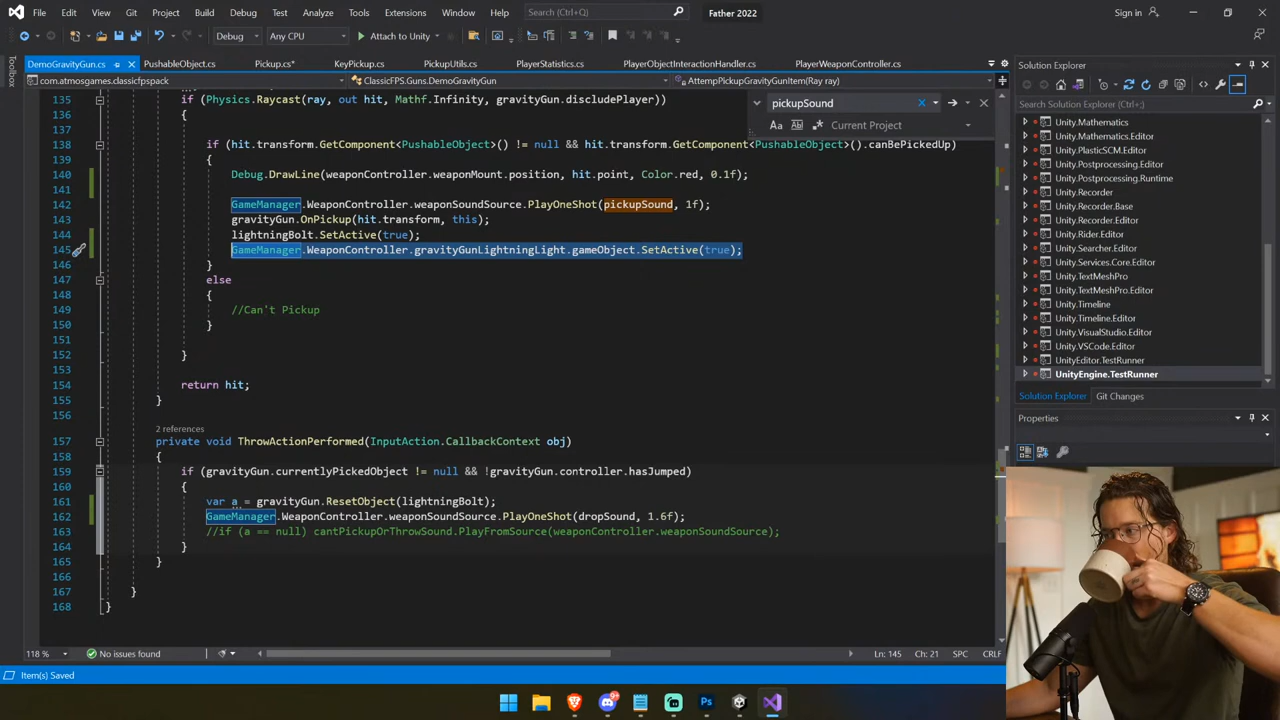 File Edit View Git Project Build Debug Test Analyze Tools Extensions Window Help Search (Ctrl+Q) Father 2022 Sign in
Debug Any CPU Attach to Unity
Toolbox
DemoGravityGun.cs PushableObject.cs Pickup.cs* KeyPickup.cs PickupUtils.cs PlayerStatistics.cs PlayerObjectInteractionHandler.cs PlayerWeaponController.cs
com.atmosgames.classicfpspack ClassicFPS.Guns.DemoGravityGun AttempPickupGravityGunItem(Ray ray)
pickupSound
Aa Current Project
135 if (Physics.Raycast(ray, out hit, Mathf.Infinity, gravityGun.discludePlayer))
136 {
137
138 if (hit.transform.GetComponent<PushableObject>() != null && hit.transform.GetComponent<PushableObject>().canBePickedUp)
139 {
140 Debug.DrawLine(weaponController.weaponMount.position, hit.point, Color.red, 0.1f);
141
142 GameManager.WeaponController.weaponSoundSource.PlayOneShot(pickupSound, 1f);
143 gravityGun.OnPickup(hit.transform, this);
144 lightningBolt.SetActive(true);
145 GameManager.WeaponController.gravityGunLightningLight.gameObject.SetActive(true);
146 }
147 else
148 {
149 //Can't Pickup
150 }
151
152 }
153
154 return hit;
155 }
156
2 references
157 private void ThrowActionPerformed(InputAction.CallbackContext obj)
158 {
159 if (gravityGun.currentlyPickedObject != null && !gravityGun.controller.hasJumped)
160 {
161 var a = gravityGun.ResetObject(lightningBolt);
162 GameManager.WeaponController.weaponSoundSource.PlayOneShot(dropSound, 1.6f);
163 //if (a == null) cantPickupOrThrowSound.PlayFromSource(weaponController.weaponSoundSource);
164 }
165 }
166
167 }
168 }
118 % No issues found Ln: 145 Ch: 21 SPC CRLF
Item(s) Saved
Solution Explorer
Search Solution Explorer (Ctrl+;)
Unity.Mathematics
Unity.Mathematics.Editor
Unity.PlasticSCM.Editor
Unity.Postprocessing.Editor
Unity.Postprocessing.Runtime
Unity.Recorder
Unity.Recorder.Editor
Unity.Rider.Editor
Unity.Searcher.Editor
Unity.Services.Core.Editor
Unity.TextMeshPro
Unity.TextMeshPro.Editor
Unity.Timeline
Unity.Timeline.Editor
Unity.VisualStudio.Editor
Unity.VSCode.Editor
UnityEditor.TestRunner
UnityEngine.TestRunner
Solution Explorer Git Changes
Properties